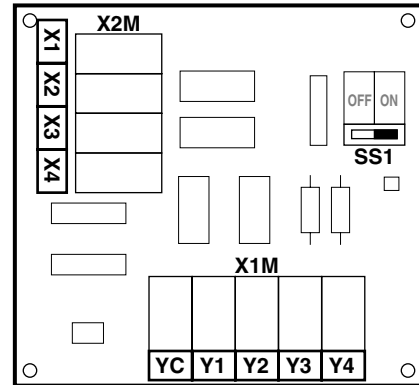 X2M
X1
X2
X3
X4
OFF ON
SS1
X1M
YC Y1 Y2 Y3 Y4